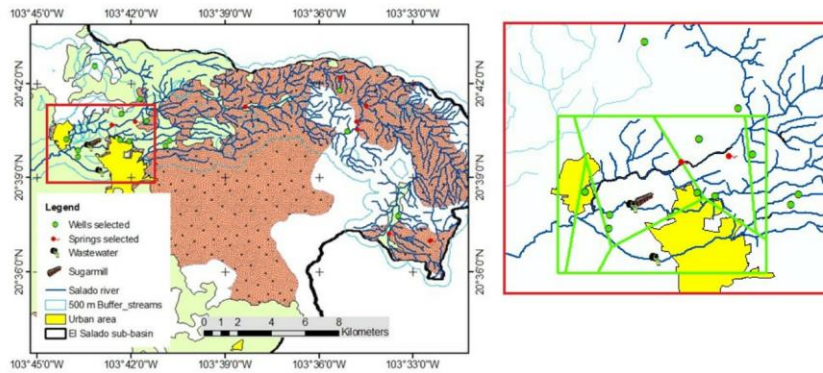 103°45'0"W 103°42'0"W 103°39'0"W 103°36'0"W 103°33'0"W
20°42'0"N 20°42'0"N
20°39'0"N 20°39'0"N
20°36'0"N 20°36'0"N
Legend
Wells selected
Springs selected
Wastewater
Sugarmill
Salado river
500 m Buffer_streams
Urban area
El Salado sub-basin
0 1 2 4 6 8
Kilometers
103°45'0"W 103°42'0"W 103°39'0"W 103°36'0"W 103°33'0"W